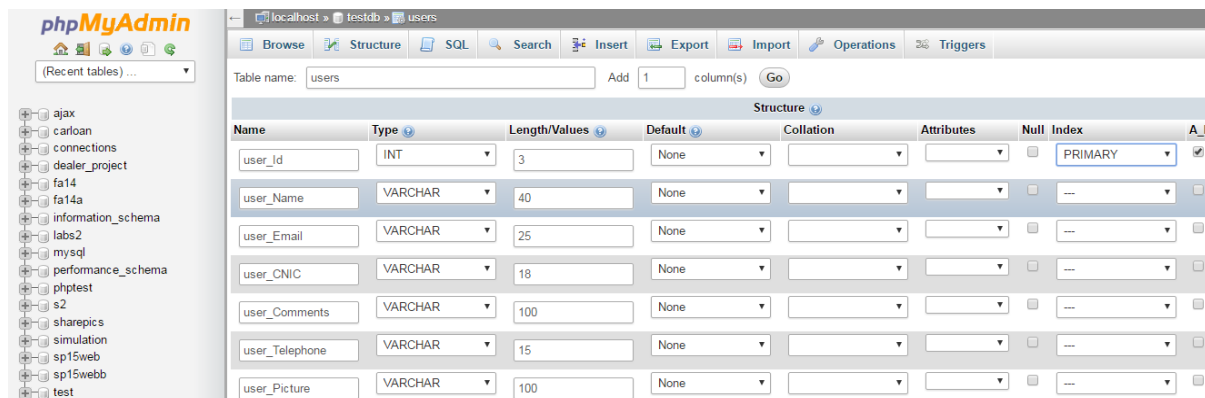 phpMyAdmin
(Recent tables) ...
ajax
carloan
connections
dealer_project
fa14
fa14a
information_schema
labs2
mysql
performance_schema
phptest
s2
sharepics
simulation
sp15web
sp15webb
test
localhost » testdb » users
Browse Structure SQL Search Insert Export Import Operations Triggers
Table name: users Add 1 column(s) Go
Structure
Name Type Length/Values Default Collation Attributes Null Index
user_Id INT 3 None PRIMARY
user_Name VARCHAR 40 None ---
user_Email VARCHAR 25 None ---
user_CNIC VARCHAR 18 None ---
user_Comments VARCHAR 100 None ---
user_Telephone VARCHAR 15 None ---
user_Picture VARCHAR 100 None ---